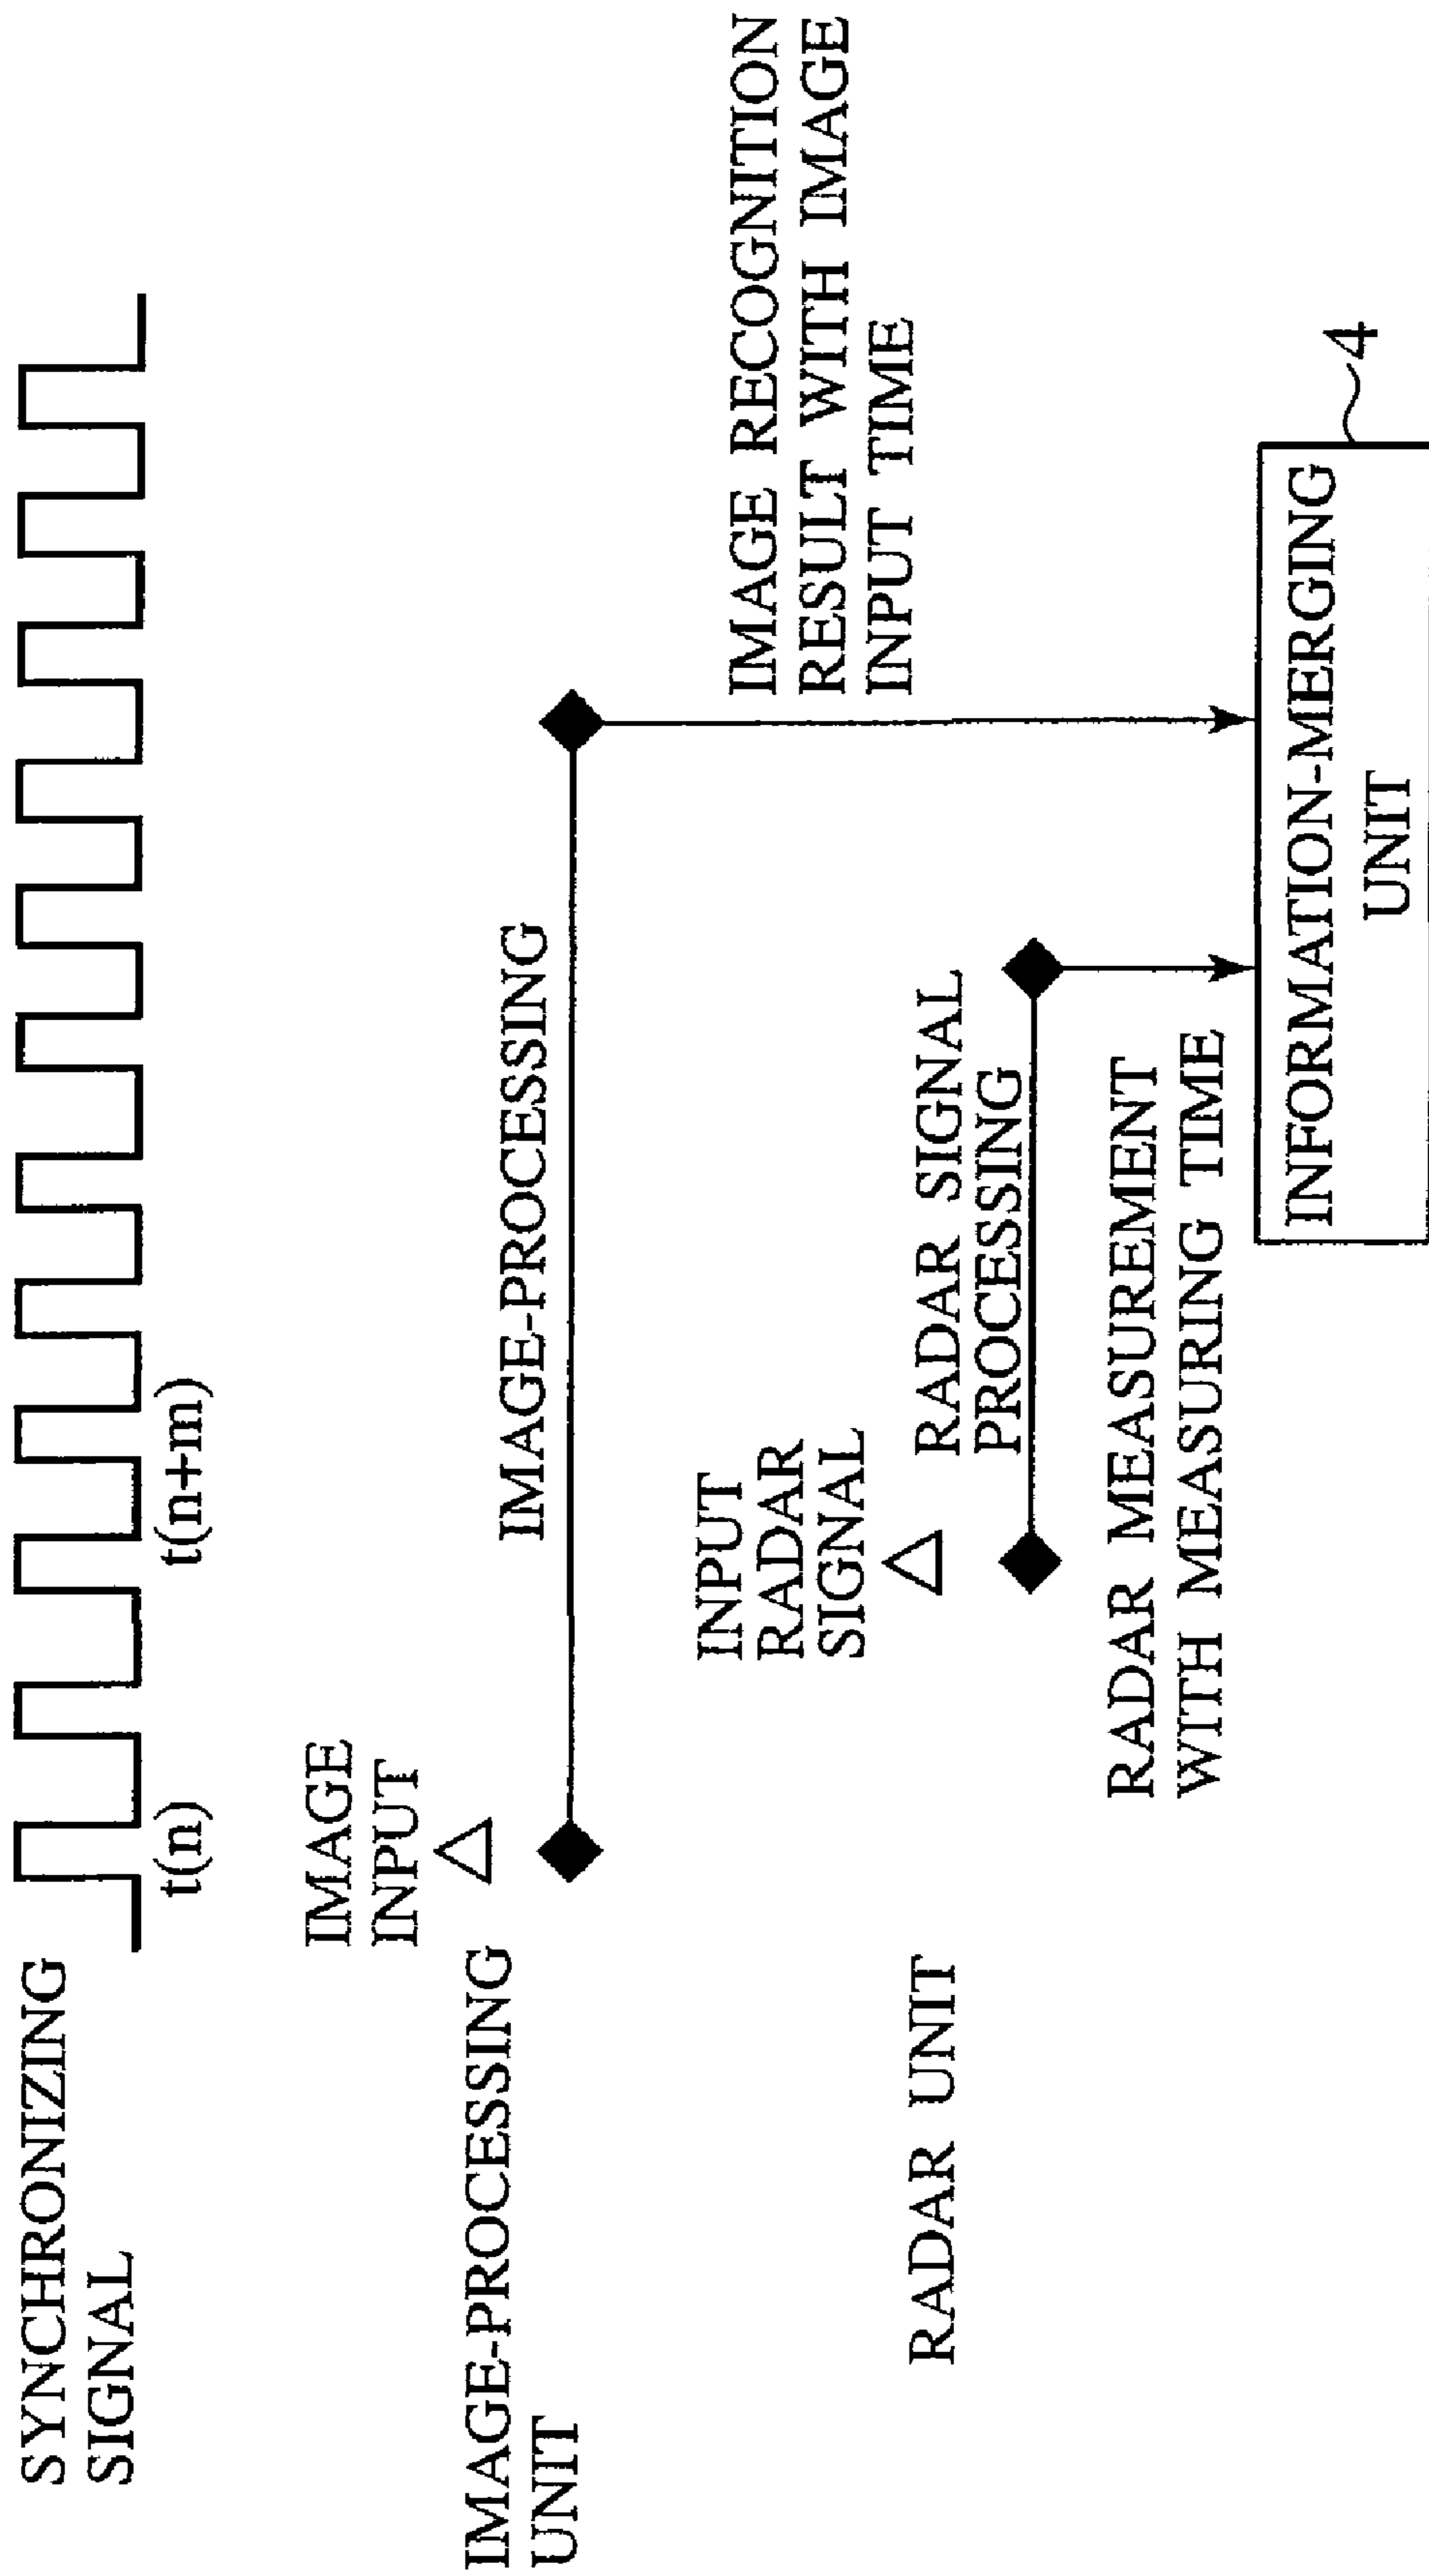 SYNCHRONIZING
SIGNAL
t(n)
t(n+m)
IMAGE
INPUT
IMAGE-PROCESSING
UNIT
IMAGE-PROCESSING
IMAGE RECOGNITION
RESULT WITH IMAGE
INPUT TIME
INPUT
RADAR
SIGNAL
RADAR UNIT
RADAR SIGNAL
PROCESSING
RADAR MEASUREMENT
WITH MEASURING TIME
INFORMATION-MERGING
UNIT
4